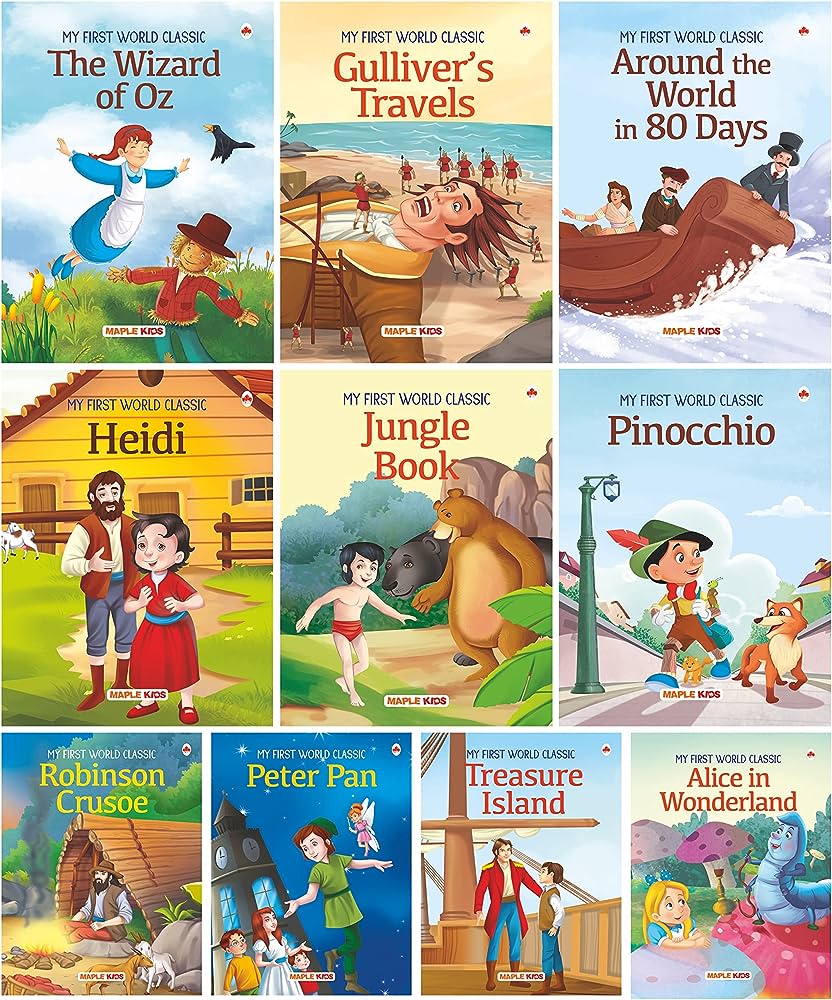 MY FIRST WORLD CLASSIC
The Wizard
of Oz
MAPLE KIDS
MY FIRST WORLD CLASSIC
Gulliver's
Travels
MAPLE KIDS
MY FIRST WORLD CLASSIC
Around the
World
in 80 Days
MAPLE KIDS
MY FIRST WORLD CLASSIC
Heidi
MAPLE KIDS
MY FIRST WORLD CLASSIC
Jungle
Book
MAPLE KIDS
MY FIRST WORLD CLASSIC
Pinocchio
MAPLE KIDS
MY FIRST WORLD CLASSIC
Robinson
Crusoe
MAPLE KIDS
MY FIRST WORLD CLASSIC
Peter Pan
MAPLE KIDS
MY FIRST WORLD CLASSIC
Treasure
Island
MAPLE KIDS
MY FIRST WORLD CLASSIC
Alice in
Wonderland
MAPLE KIDS